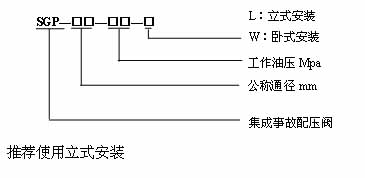 SGP—□□—□□—□
L：立式安装
W：卧式安装
工作油压 Mpa
公称通径 mm
集成事故配压阀
推荐使用立式安装